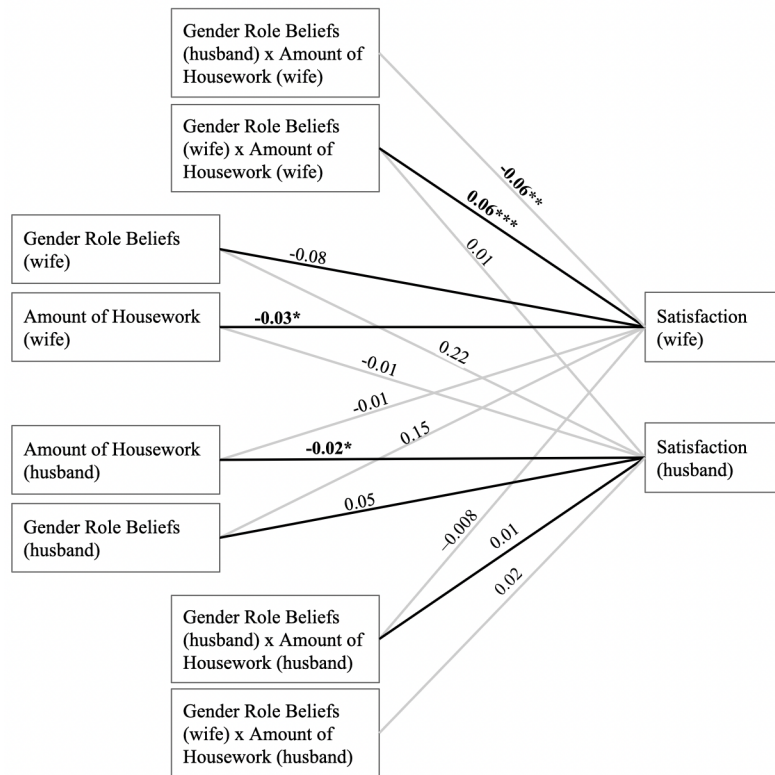 Gender Role Beliefs
(husband) x Amount of
Housework (wife)
Gender Role Beliefs
(wife) x Amount of
Housework (wife)
-0.06**
0.06***
0.01
Gender Role Beliefs
(wife)
-0.08
Amount of Housework
(wife)
-0.03*
Satisfaction
(wife)
0.22
-0.01
-0.01
Amount of Housework
(husband)
-0.02*
0.15
Satisfaction
(husband)
Gender Role Beliefs
(husband)
0.05
–0.008
0.01
0.02
Gender Role Beliefs
(husband) x Amount of
Housework (husband)
Gender Role Beliefs
(wife) x Amount of
Housework (husband)